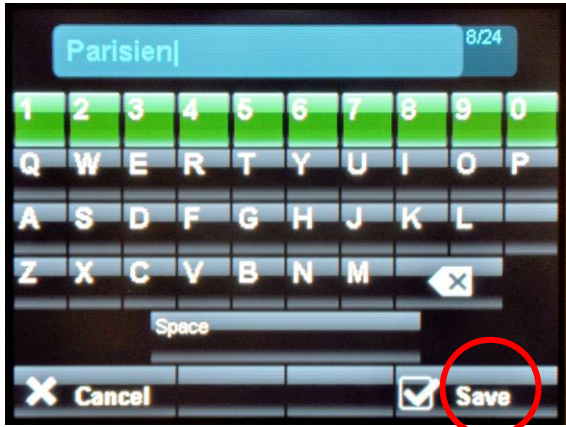 Parisien
8/24
1 2 3 4 5 6 7 8 9 0
Q W E R T Y U I O P
A S D F G H J K L
Z X C V B N M
Space
Cancel Save